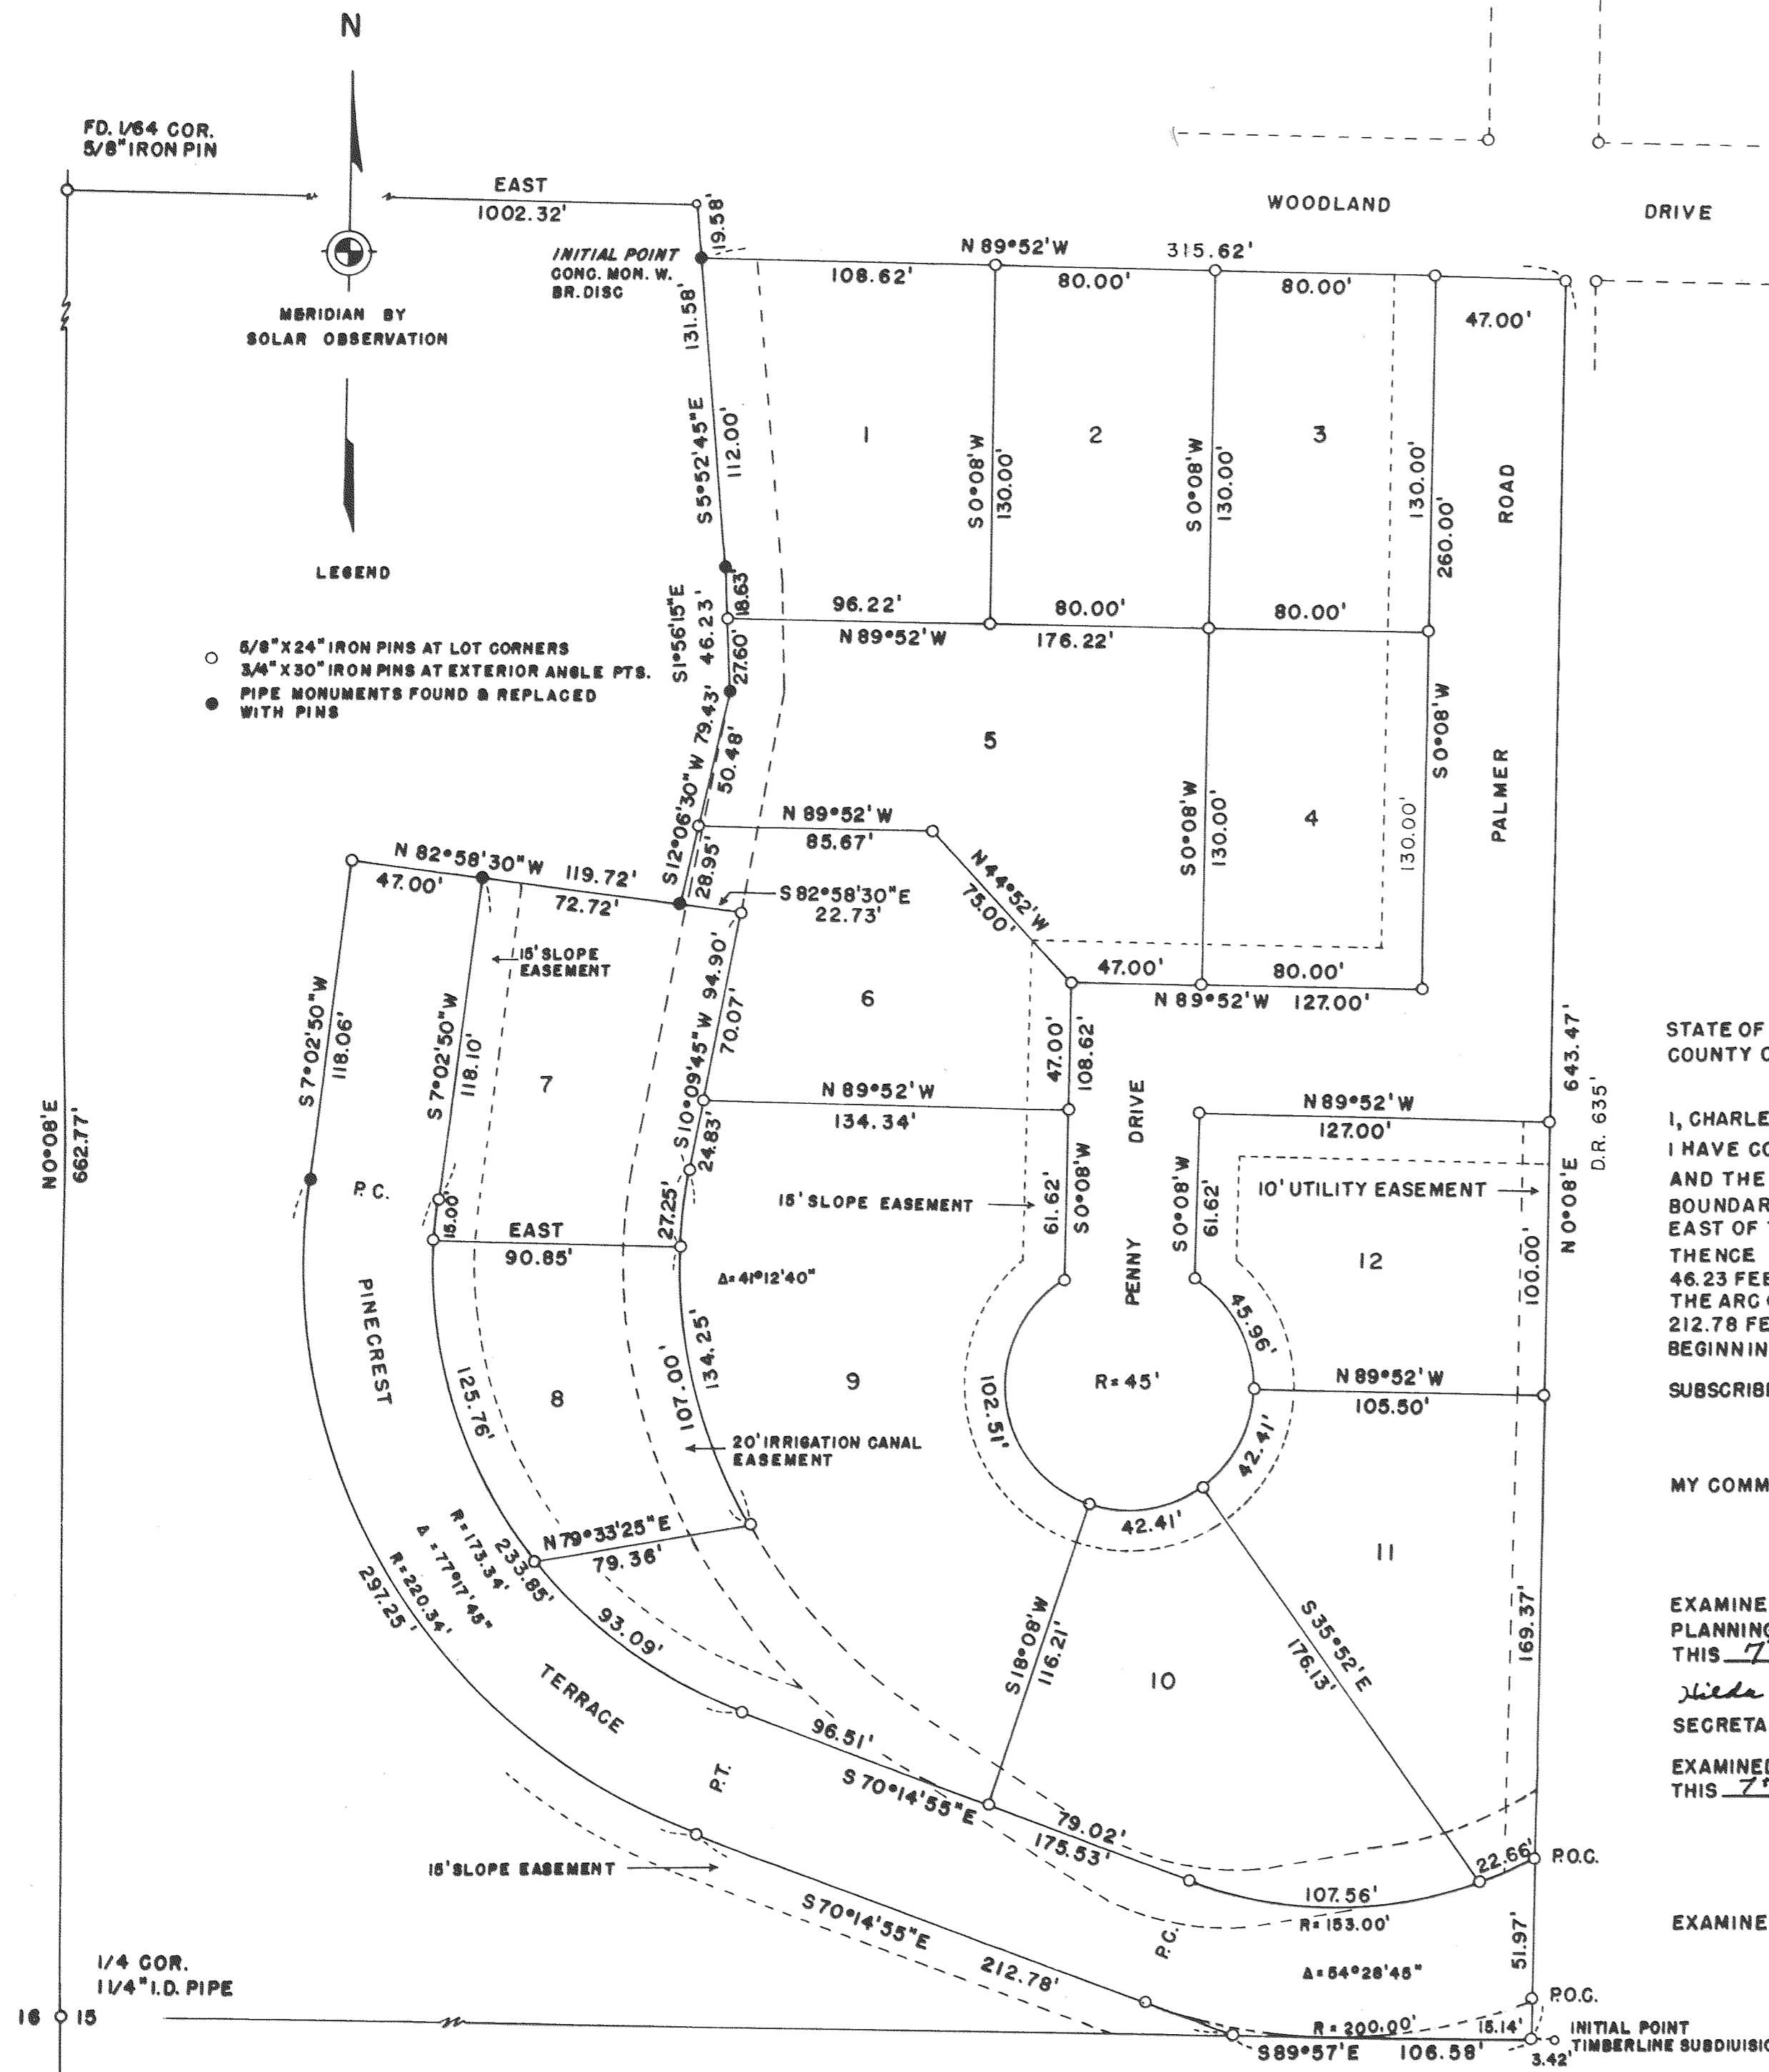 N
FD. 1/64 COR.
5/8" IRON PIN
EAST
1002.32'
19.58'
INITIAL POINT
CONC. MON. W.
BR. DISC
WOODLAND
DRIVE
N 89°52' W
315.62'
108.62'
80.00'
80.00'
47.00'
MERIDIAN BY
SOLAR OBSERVATION
131.58'
S 5°52'45" E
112.00'
1
S 0°08' W
130.00'
2
S 0°08' W
130.00'
3
130.00'
260.00'
ROAD
LEGEND
5/8" X 24" IRON PINS AT LOT CORNERS
3/4" X 30" IRON PINS AT EXTERIOR ANGLE PTS.
PIPE MONUMENTS FOUND & REPLACED
WITH PINS
S 1°56'15" E 46.23'
18.63'
27.60'
96.22'
80.00'
80.00'
N 89°52' W
176.22'
S 12°06'30" W 79.43'
50.48'
28.95'
5
S 0°08' W
130.00'
4
130.00'
S 0°08' W
PALMER
N 89°52' W
85.67'
N 44°52' W
75.00'
N 82°58'30" W 119.72'
47.00'
72.72'
S 82°58'30" E
22.73'
15' SLOPE
EASEMENT
47.00'
80.00'
N 89°52' W 127.00'
S 7°02'50" W
118.06'
S 7°02'50" W
118.10'
7
S 10°09'45" W 94.90'
70.07'
24.83'
6
47.00'
108.62'
DRIVE
N 89°52' W
134.34'
N 89°52' W
127.00'
643.47'
D.R. 635'
N 0°08' E
N 0°08' E
662.77'
P.C.
15.00'
EAST
90.85'
27.25'
Δ = 41°12'40"
15' SLOPE EASEMENT
61.62'
S 0°08' W
PENNY
S 0°08' W
61.62'
10' UTILITY EASEMENT
12
100.00'
PINECREST
125.76'
8
107.00'
134.25'
9
102.51'
R = 45'
45.96'
42.41'
42.41'
N 89°52' W
105.50'
20' IRRIGATION CANAL
EASEMENT
N 79°33'25" E
79.36'
R = 173.34'
233.85'
Δ = 77°17'45"
R = 220.34'
297.25'
93.09'
TERRACE
P.T.
S 18°08' W
116.21'
10
S 35°52' E
176.13'
11
169.37'
96.51'
S 70°14'55" E
79.02'
175.53'
22.66'
P.O.C.
107.56'
R = 153.00'
15' SLOPE EASEMENT
S 70°14'55" E
212.78'
P.C.
Δ = 54°28'45"
51.97'
P.O.C.
R = 200.00'
15.14'
S 89°57' E 106.58'
3.42'
INITIAL POINT
TIMBERLINE SUBDIVISIO
1/4 COR.
1 1/4" I.D. PIPE
16 15
STATE OF
COUNTY O
I, CHARLE
I HAVE CO
AND THE
BOUNDAR
EAST OF
THENCE
46.23 FEE
THE ARC
212.78 FE
BEGINNIN
SUBSCRIBE
MY COMM
EXAMINE
PLANNING
THIS 7
Hilda
SECRETA
EXAMINED
THIS 7
EXAMINE